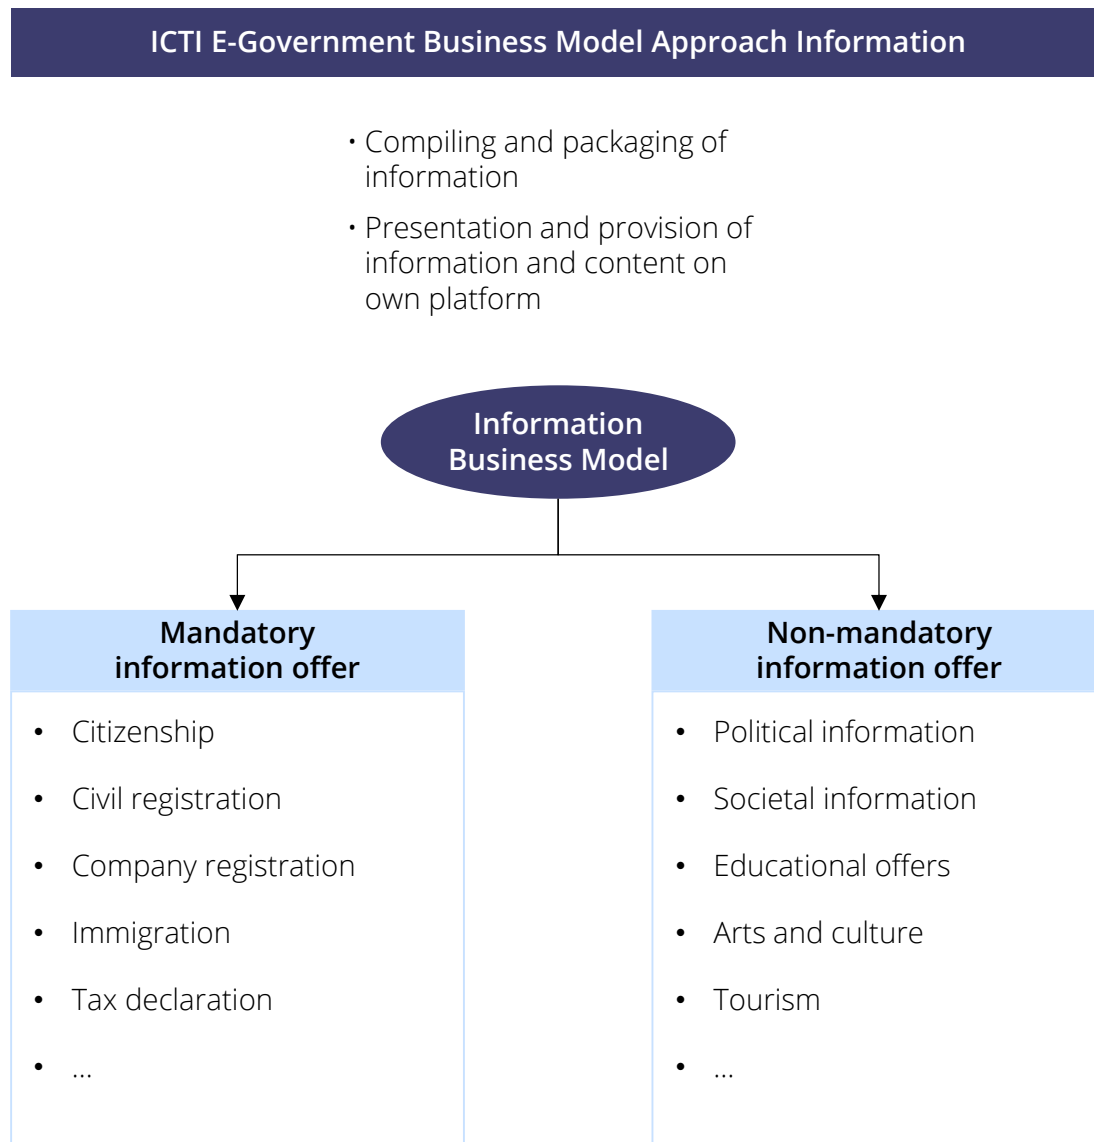 ICTI E-Government Business Model Approach Information
• Compiling and packaging of
information
• Presentation and provision of
information and content on
own platform
Information
Business Model
Mandatory
information offer
• Citizenship
• Civil registration
• Company registration
• Immigration
• Tax declaration
• ...
Non-mandatory
information offer
• Political information
• Societal information
• Educational offers
• Arts and culture
• Tourism
• ...